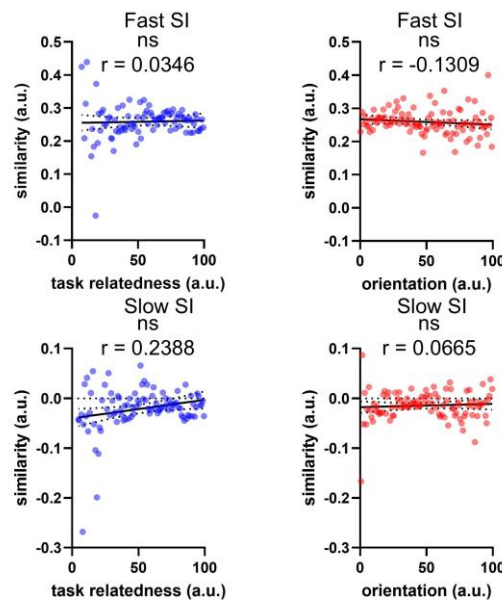 Fast SI
ns
r = 0.0346
0.5
0.4
0.3
0.2
0.1
0.0
-0.1
similarity (a.u.)
0 50 100
task relatedness (a.u.)
Fast SI
ns
r = -0.1309
0.5
0.4
0.3
0.2
0.1
0.0
-0.1
similarity (a.u.)
0 50 100
orientation (a.u.)
Slow SI
ns
r = 0.2388
0.1
0.0
-0.1
-0.2
-0.3
similarity (a.u.)
0 50 100
task relatedness (a.u.)
Slow SI
ns
r = 0.0665
0.1
0.0
-0.1
-0.2
-0.3
similarity (a.u.)
0 50 100
orientation (a.u.)